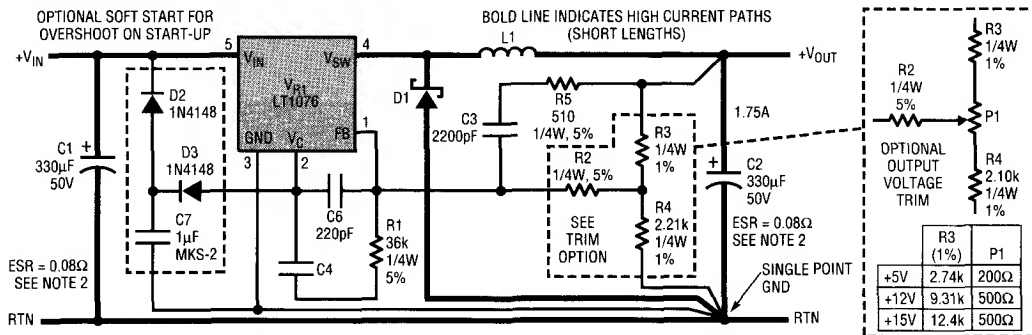 OPTIONAL SOFT START FOR
OVERSHOOT ON START-UP
BOLD LINE INDICATES HIGH CURRENT PATHS
(SHORT LENGTHS)
+VIN
5
VIN
VSW
4
L1
+VOUT
VR1
LT1076
GND
3
VC
2
FB
1
D2
1N4148
D3
1N4148
C1
330µF
50V
+
C7
1µF
MKS-2
ESR = 0.08Ω
SEE NOTE 2
RTN
C6
220pF
C4
R1
36k
1/4W
5%
D1
C3
2200pF
R5
510
1/4W, 5%
R2
1/4W, 5%
R3
1/4W
1%
R4
2.21k
1/4W
1%
SEE
TRIM
OPTION
1.75A
+
C2
330µF
50V
ESR = 0.08Ω
SEE NOTE 2
SINGLE POINT
GND
RTN
R3
1/4W
1%
R2
1/4W
5%
P1
OPTIONAL
OUTPUT
VOLTAGE
TRIM
R4
2.10k
1/4W
1%
R3
(1%) P1
+5V 2.74k 200Ω
+12V 9.31k 500Ω
+15V 12.4k 500Ω